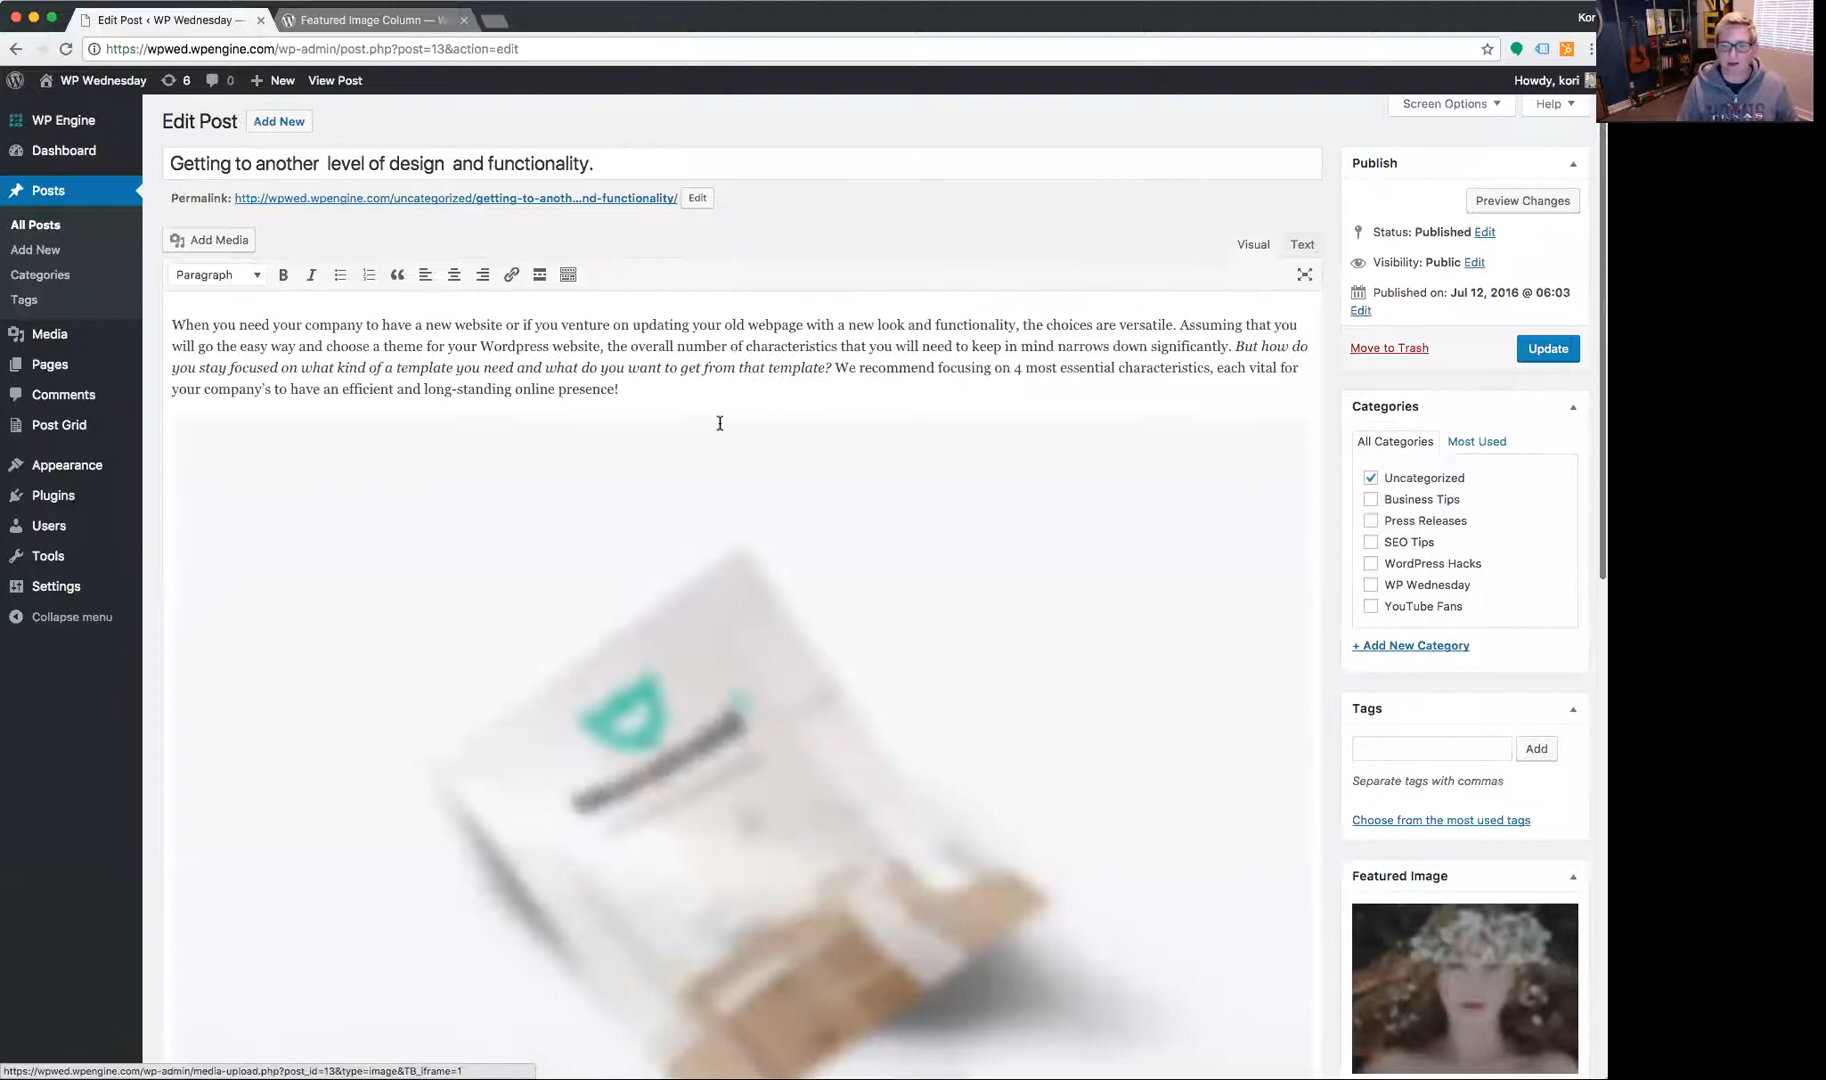 Edit Post ‹ WP Wednesday —
Featured Image Column — W
Kor
https://wpwed.wpengine.com/wp-admin/post.php?post=13&action=edit
WP Wednesday
6
0
New
View Post
Howdy, kori
WP Engine
Dashboard
Posts
All Posts
Add New
Categories
Tags
Media
Pages
Comments
Post Grid
Appearance
Plugins
Users
Tools
Settings
Collapse menu
Screen Options
Help
Edit Post
Add New
Getting to another  level of design  and functionality.
Permalink: http://wpwed.wpengine.com/uncategorized/getting-to-anoth...nd-functionality/
Edit
Add Media
Visual
Text
Paragraph
B
I
When you need your company to have a new website or if you venture on updating your old webpage with a new look and functionality, the choices are versatile. Assuming that you
will go the easy way and choose a theme for your Wordpress website, the overall number of characteristics that you will need to keep in mind narrows down significantly. But how do
you stay focused on what kind of a template you need and what do you want to get from that template? We recommend focusing on 4 most essential characteristics, each vital for
your company's to have an efficient and long-standing online presence!
Publish
Preview Changes
Status: Published Edit
Visibility: Public Edit
Published on: Jul 12, 2016 @ 06:03
Edit
Move to Trash
Update
Categories
All Categories
Most Used
Uncategorized
Business Tips
Press Releases
SEO Tips
WordPress Hacks
WP Wednesday
YouTube Fans
+ Add New Category
Tags
Add
Separate tags with commas
Choose from the most used tags
Featured Image
https://wpwed.wpengine.com/wp-admin/media-upload.php?post_id=13&type=image&TB_iframe=1
TEXAS